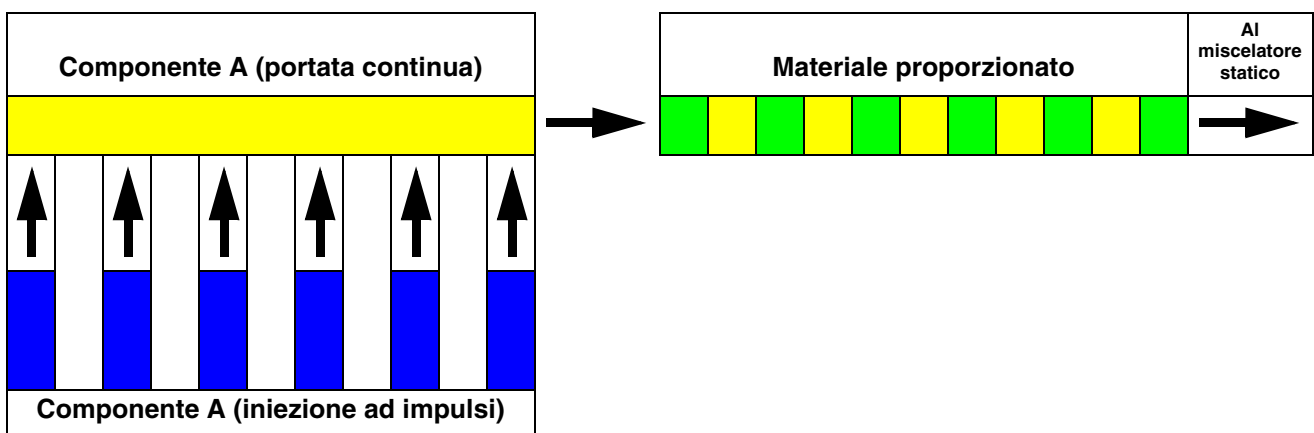 Componente A (portata continua)
Materiale proporzionato
Al
miscelatore
statico
Componente A (iniezione ad impulsi)